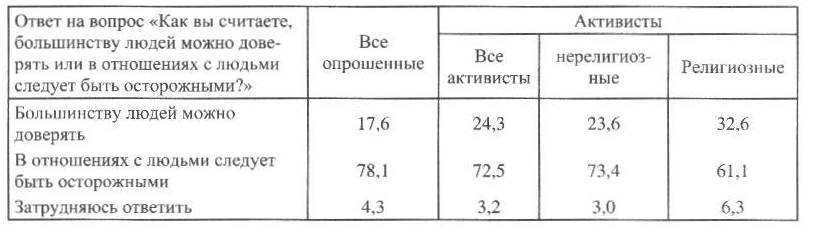 Ответ на вопрос «Как вы считаете,
большинству людей можно дове-
рять или в отношениях с людьми
следует быть осторожными?»
Все
опрошенные
Активисты
Все
активисты
нерелигиоз-
ные
Религиозные
Большинству людей можно
доверять
17,6 24,3 23,6 32,6
В отношениях с людьми следует
быть осторожными
78,1 72,5 73,4 61,1
Затрудняюсь ответить 4,3 3,2 3,0 6,3